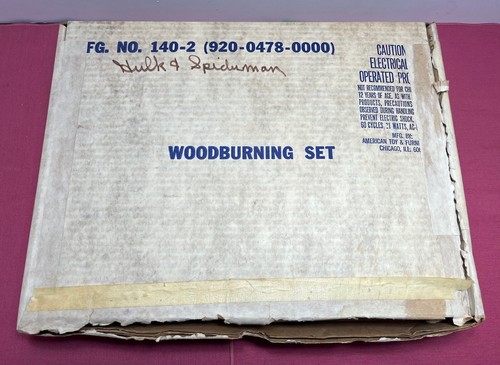 FG. NO. 140-2 (920-0478-0000)
Hulk & Spiderman
CAUTION
ELECTRICAL
OPERATED PR
NOT RECOMMENDED FOR
12 YEARS OF AGE. AS WITH
PRODUCTS, PRECAUTIONS
OBSERVED DURING HANDLING
PREVENT ELECTRIC SHOCK.
60 CYCLES, 21 WATTS, AC-
MFG. BY:
AMERICAN TOY & FURNI
CHICAGO, ILL. 606
WOODBURNING SET